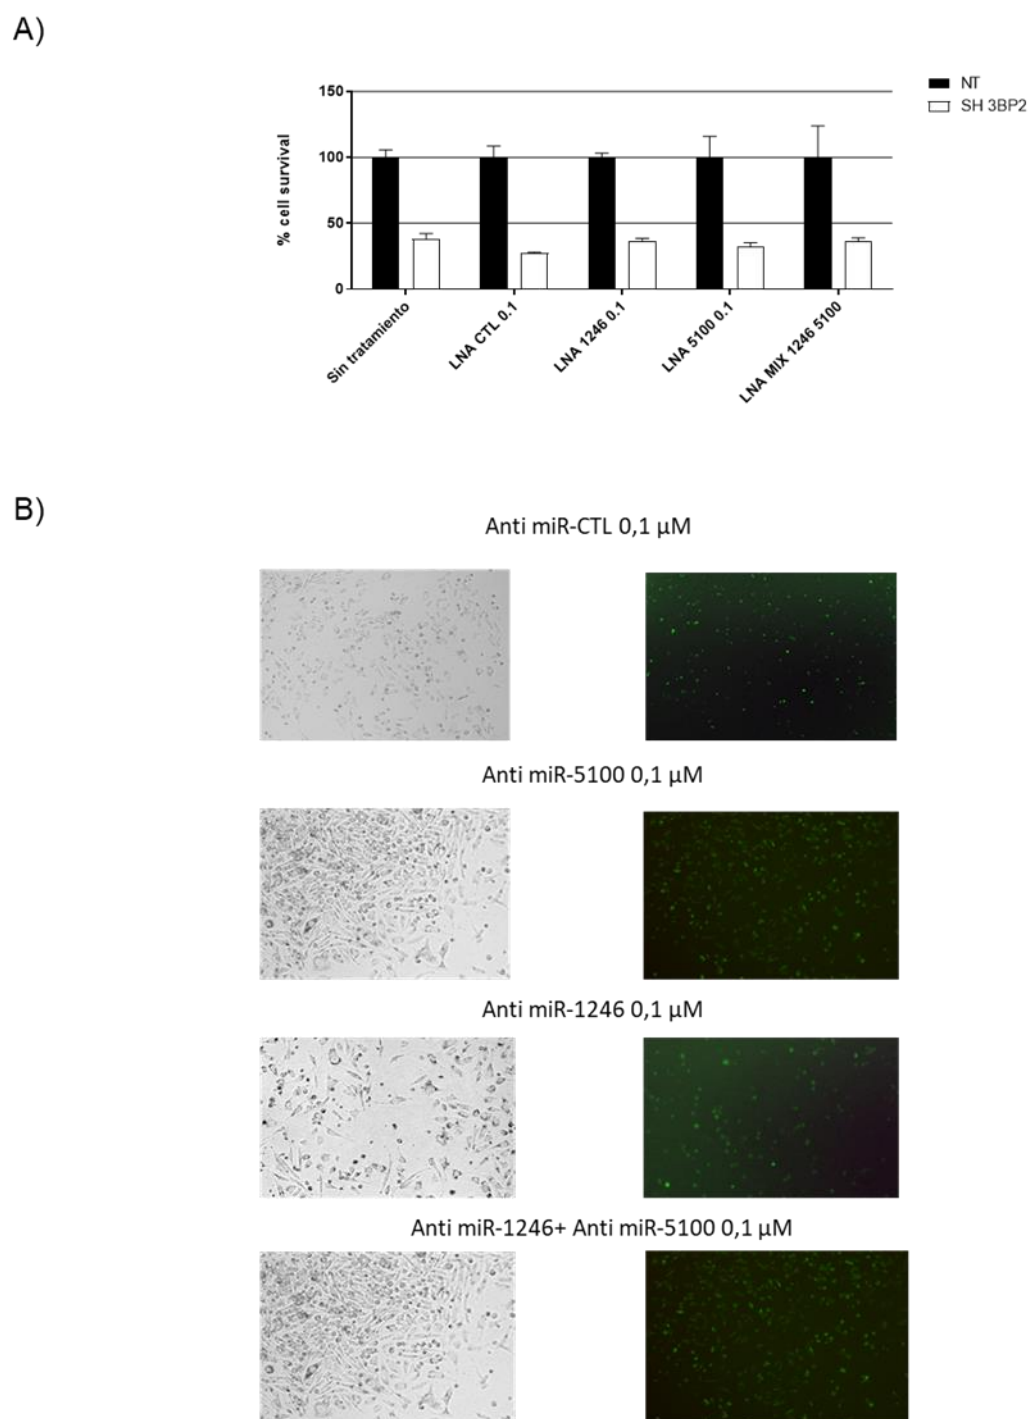 A)
NT
SH 3BP2
% cell survival
150
100
50
0
Sin tratamiento
LNA CTL 0.1
LNA 1246 0.1
LNA 5100 0.1
LNA MIX 1246 5100
B)
Anti miR-CTL 0,1 µM
Anti miR-5100 0,1 µM
Anti miR-1246 0,1 µM
Anti miR-1246+ Anti miR-5100 0,1 µM